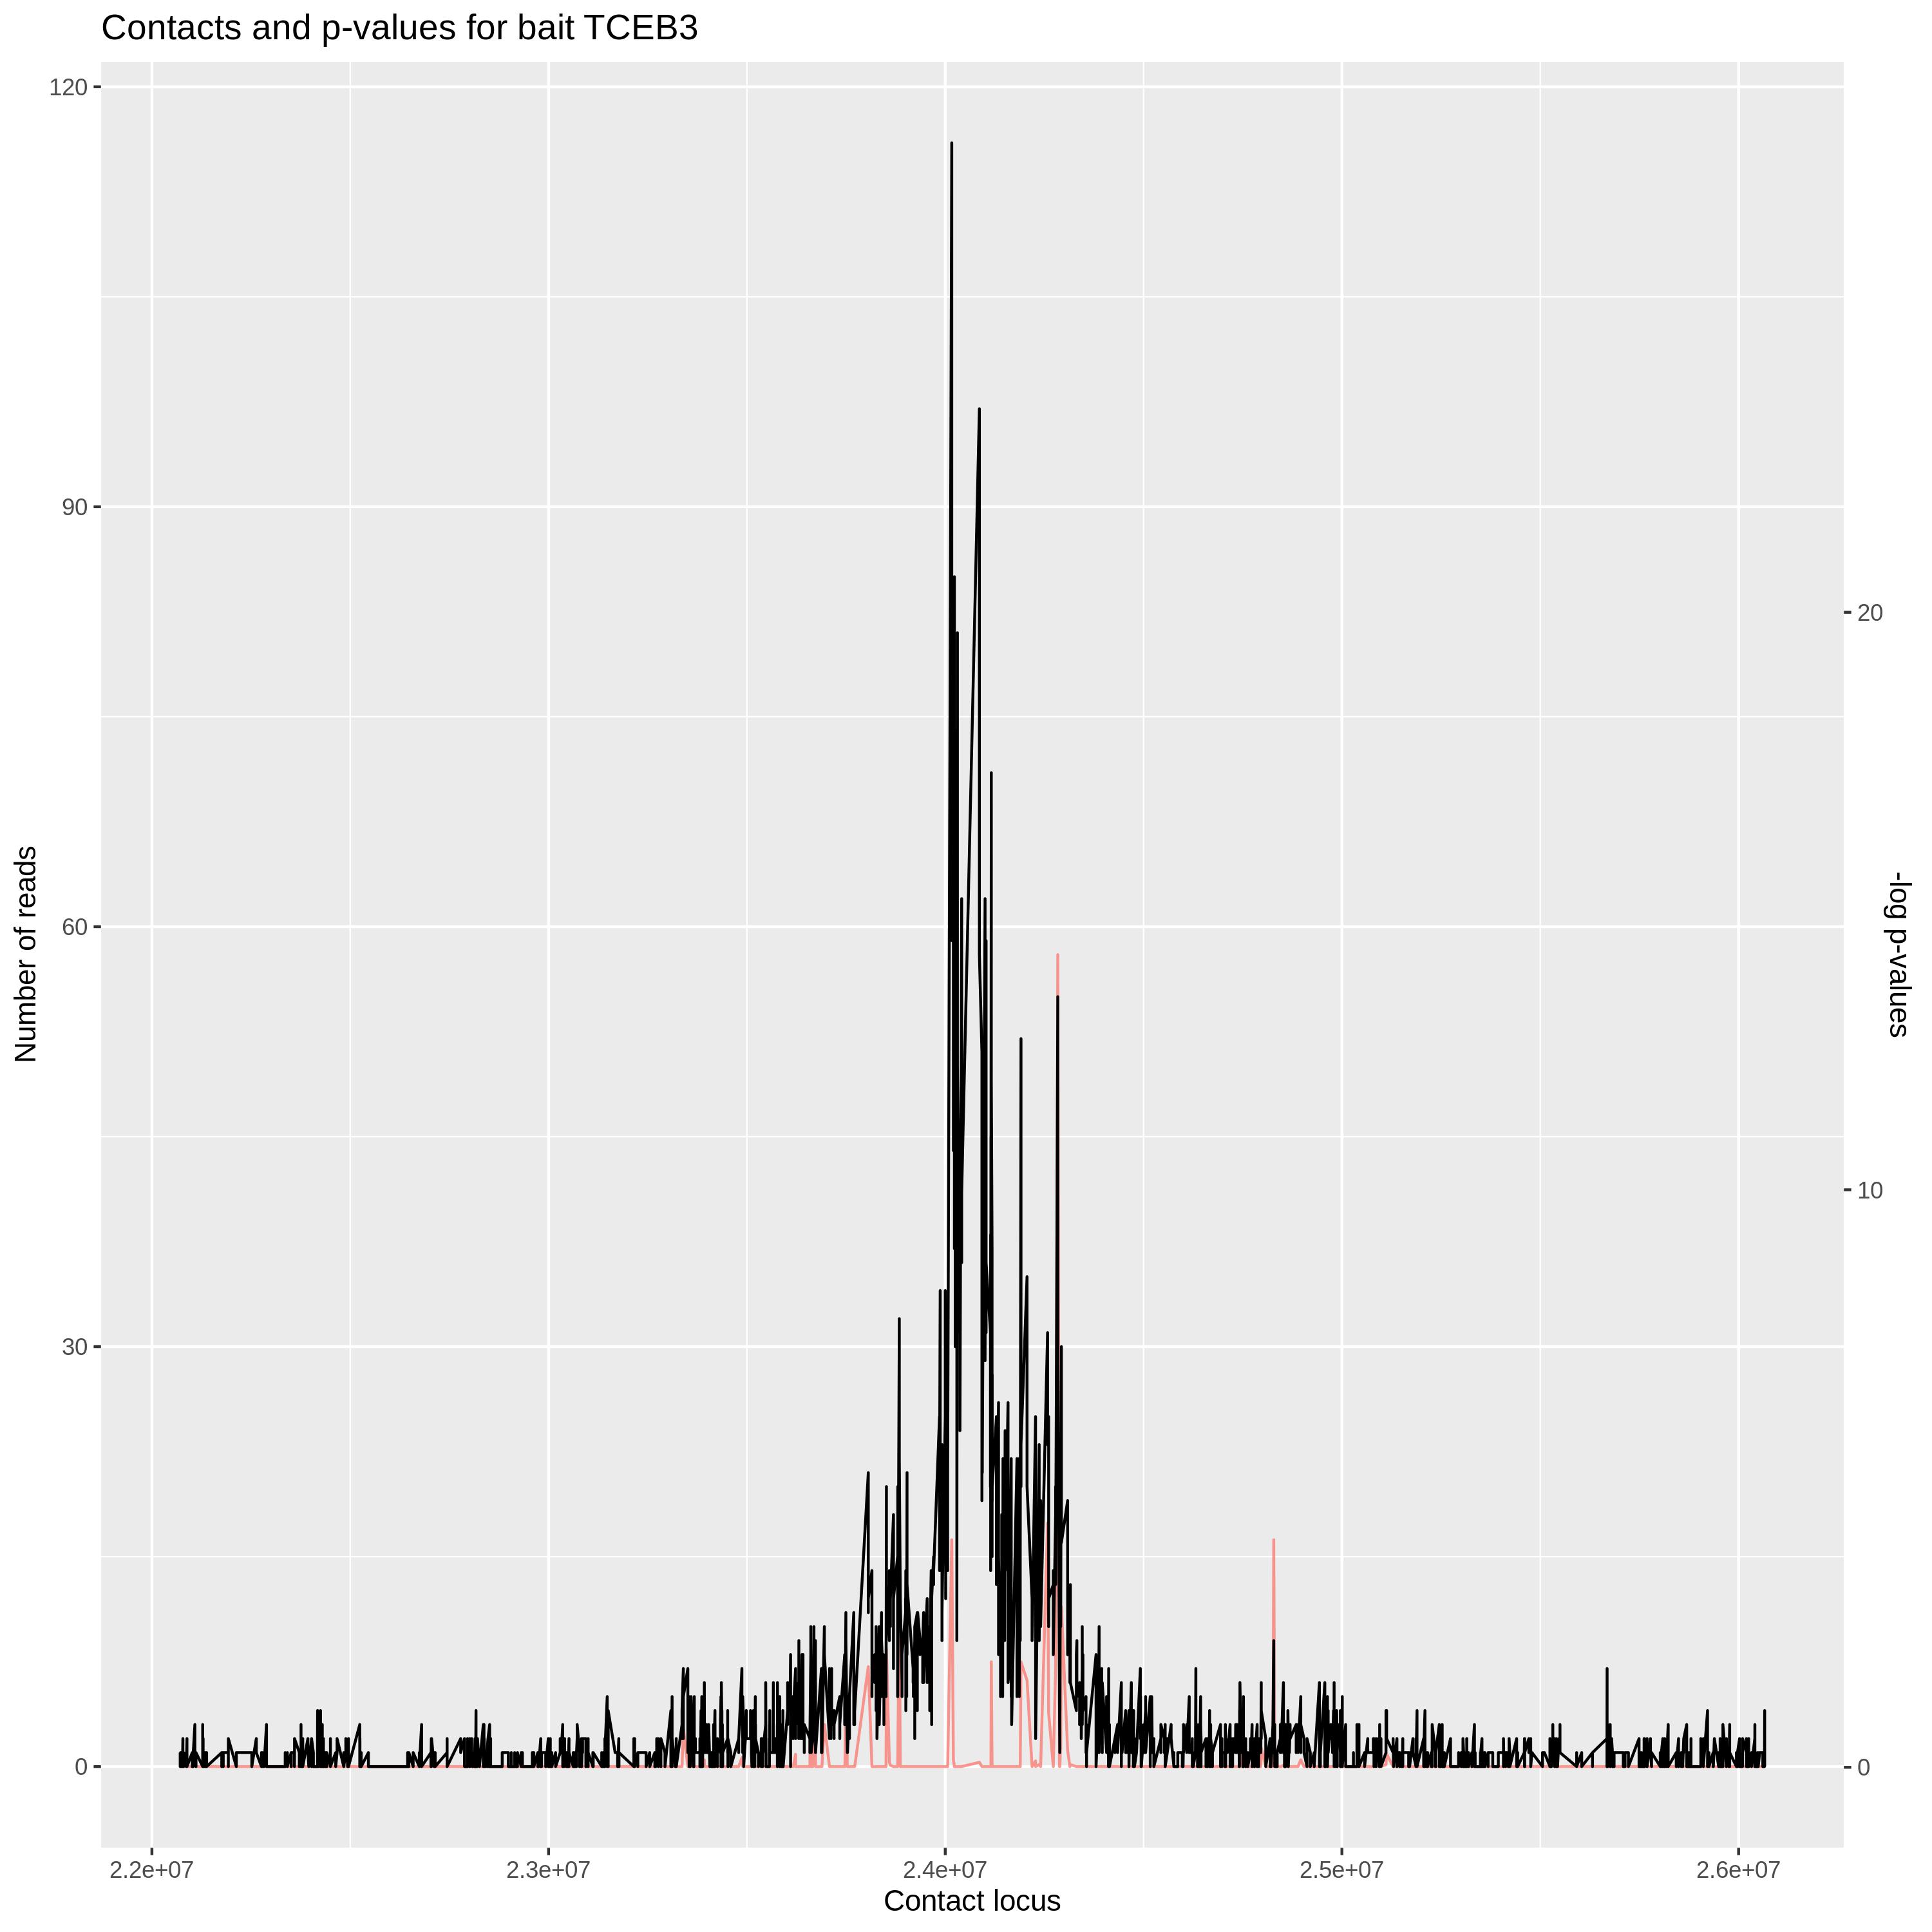 Contacts and p-values for bait TCEB3
120
90
60
30
0
Number of reads
20
10
0
-log p-values
2.2e+07
2.3e+07
2.4e+07
2.5e+07
2.6e+07
Contact locus